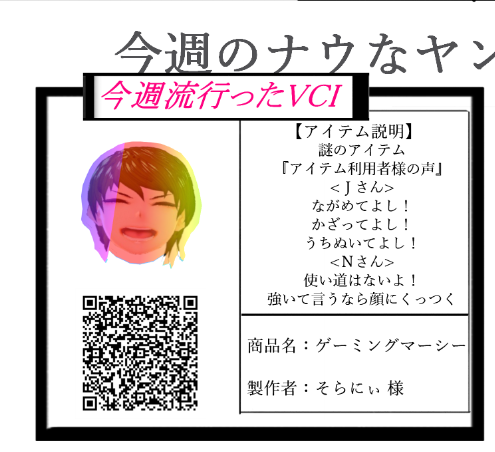 今週のナウなヤン
今週流行ったVCI
【アイテム説明】
謎のアイテム
『アイテム利用者様の声』
<Jさん>
ながめてよし！
かざってよし！
うちぬいてよし！
<Nさん>
使い道はないよ！
強いて言うなら顔にくっつく
商品名：ゲーミングマーシー
製作者：そらにぃ 様